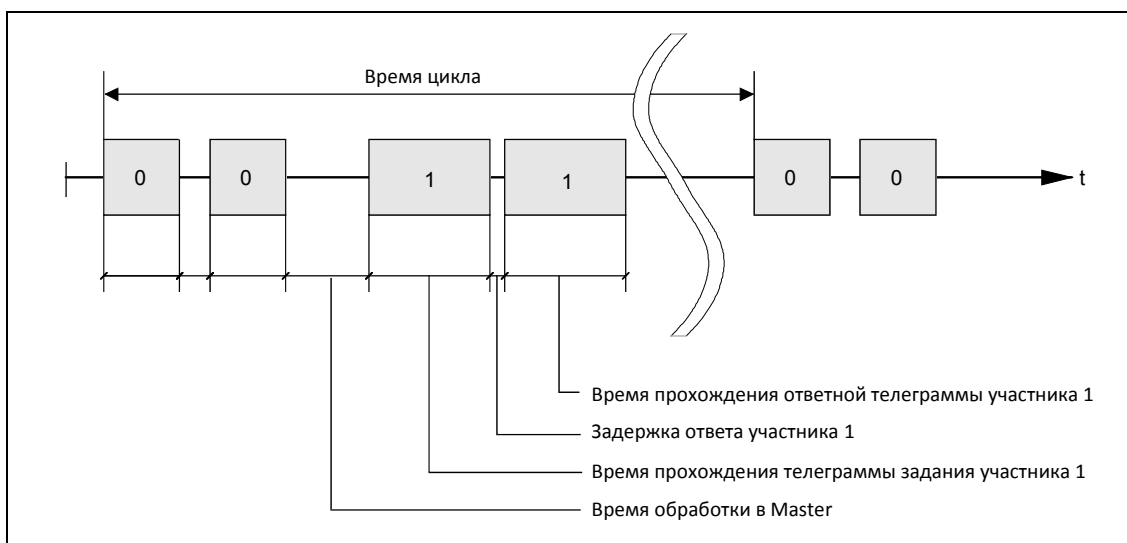 Время цикла
0 0 1 1 0 0 t
Время прохождения ответной телеграммы участника 1
Задержка ответа участника 1
Время прохождения телеграммы задания участника 1
Время обработки в Master